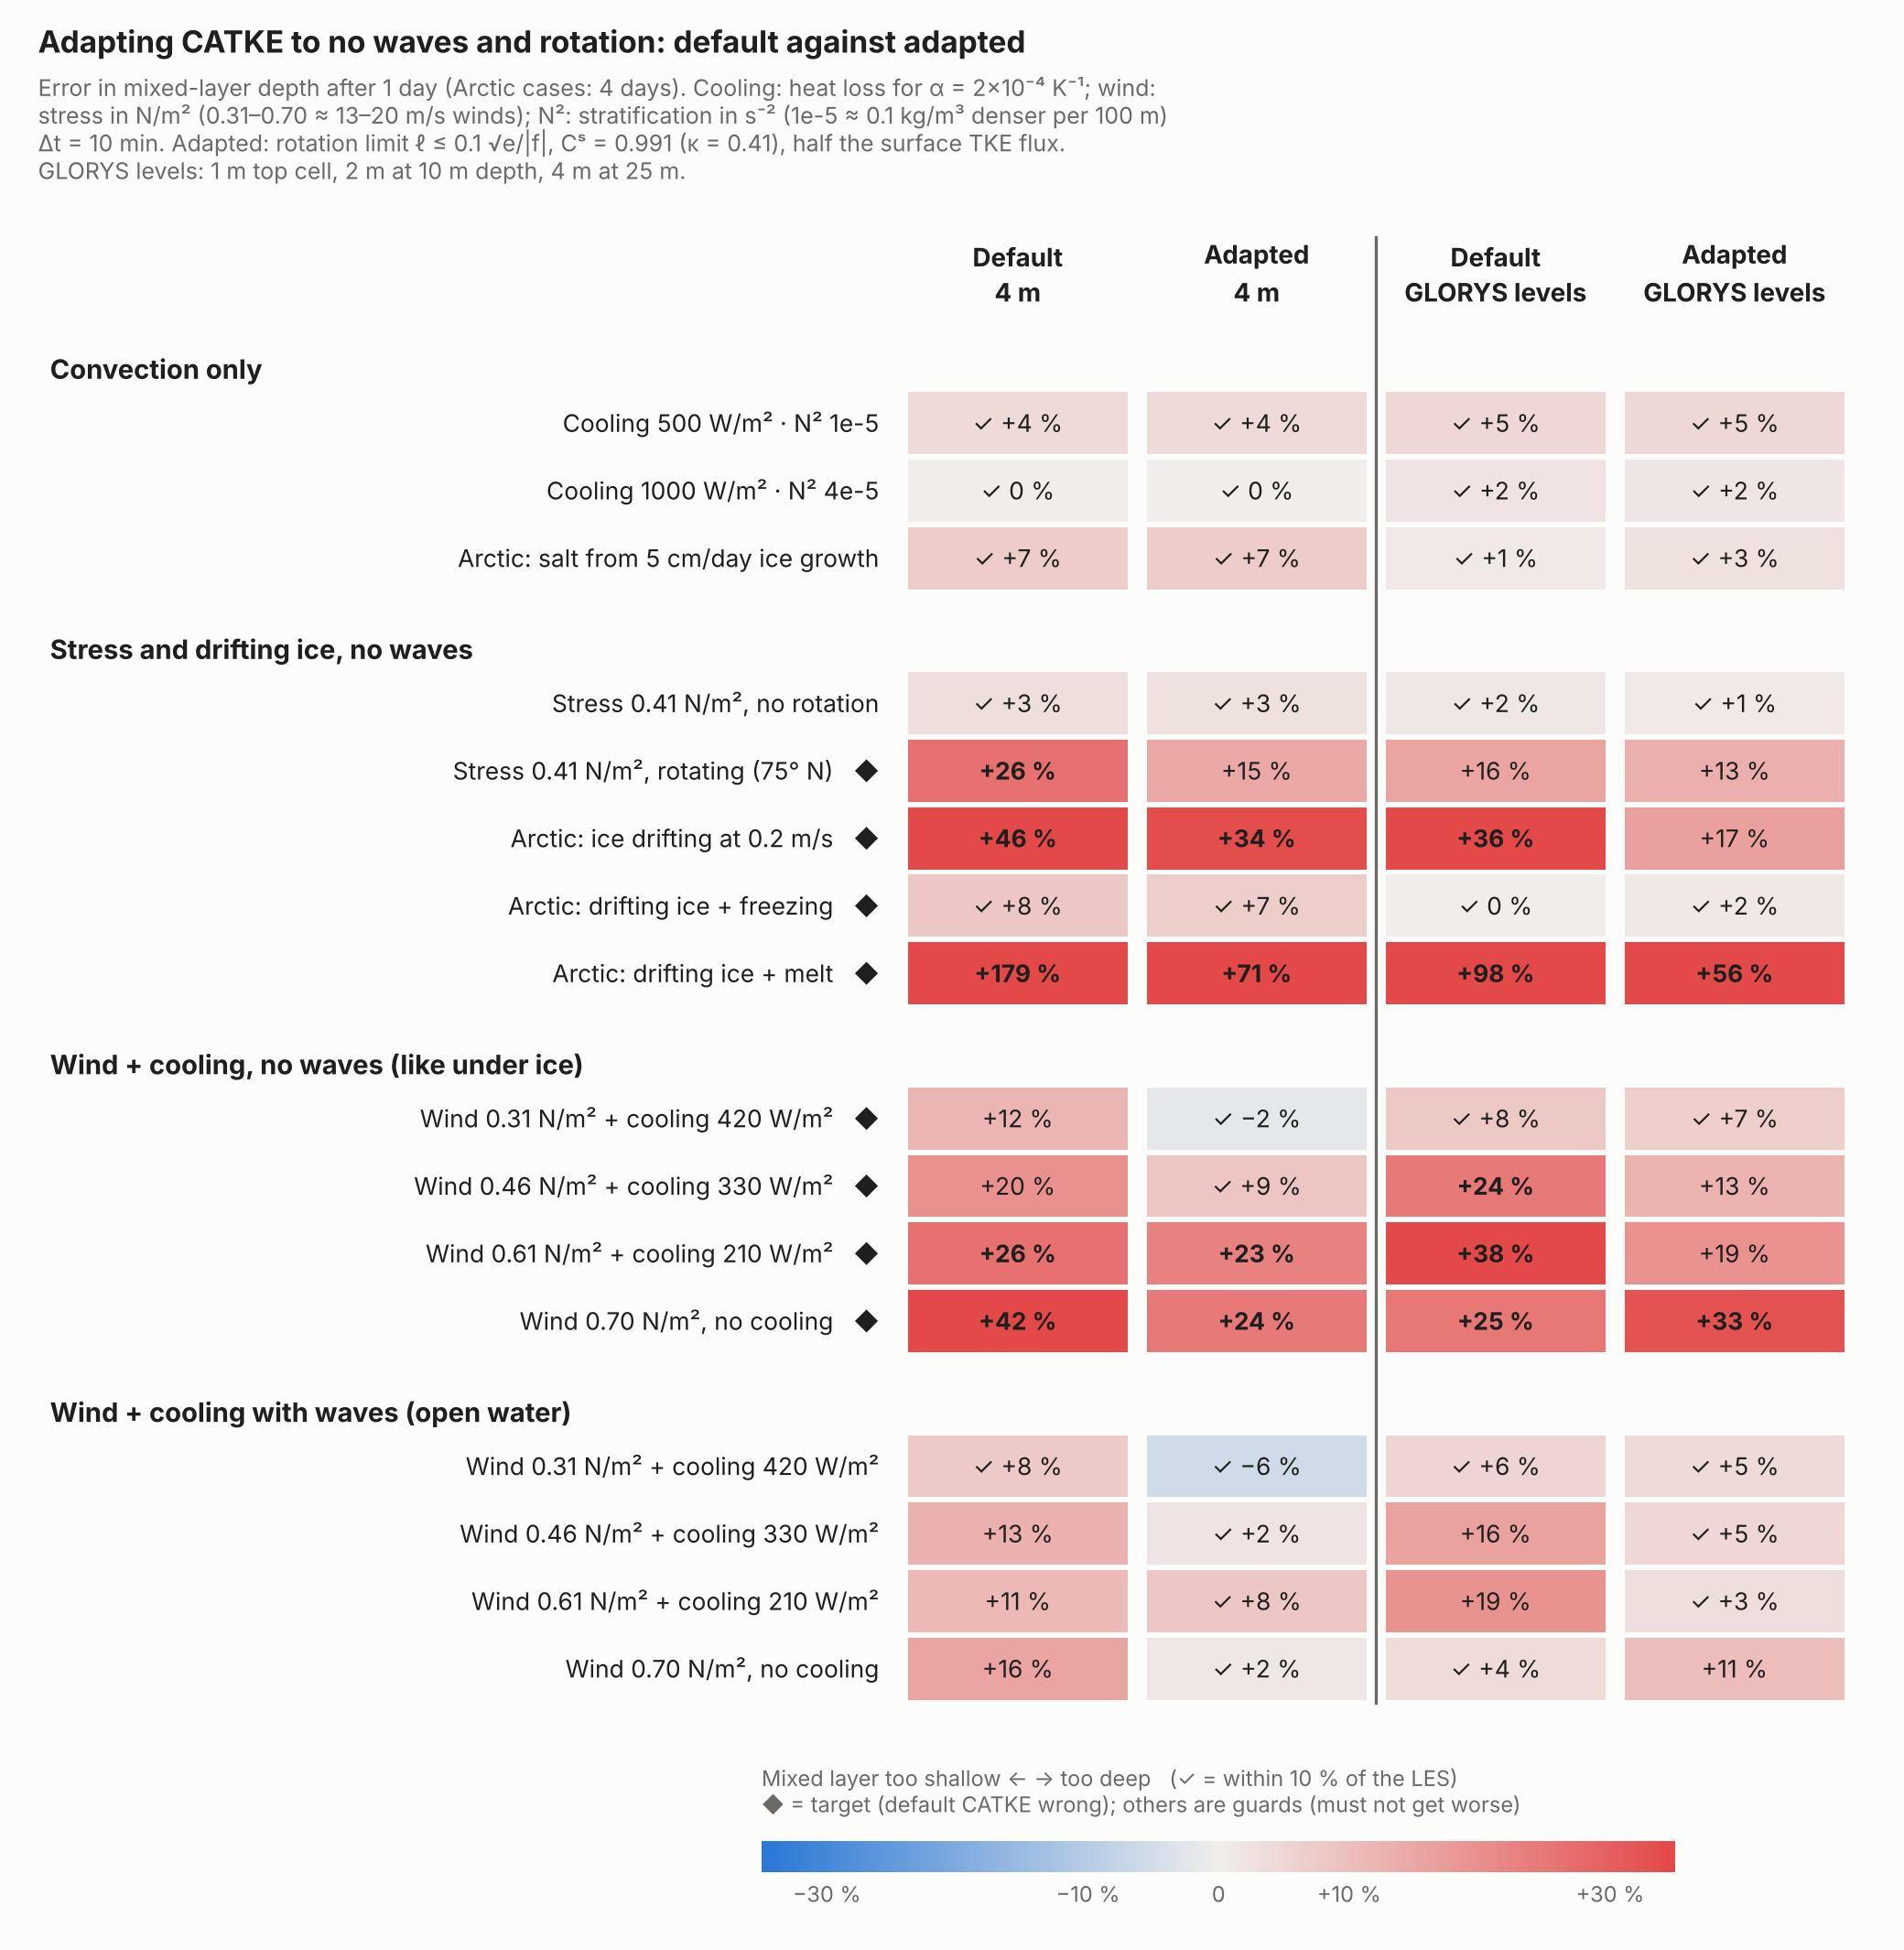 Adapting CATKE to no waves and rotation: default against adapted
Error in mixed-layer depth after 1 day (Arctic cases: 4 days). Cooling: heat loss for α = 2×10⁻⁴ K⁻¹; wind:
stress in N/m² (0.31–0.70 ≈ 13–20 m/s winds); N²: stratification in s⁻² (1e-5 ≈ 0.1 kg/m³ denser per 100 m)
Δt = 10 min. Adapted: rotation limit ℓ ≤ 0.1 √e/|f|, Cˢ = 0.991 (κ = 0.41), half the surface TKE flux.
GLORYS levels: 1 m top cell, 2 m at 10 m depth, 4 m at 25 m.
Default Adapted Default Adapted
4 m 4 m GLORYS levels GLORYS levels
Convection only
Cooling 500 W/m² · N² 1e-5 ✓ +4 % ✓ +4 % ✓ +5 % ✓ +5 %
Cooling 1000 W/m² · N² 4e-5 ✓ 0 % ✓ 0 % ✓ +2 % ✓ +2 %
Arctic: salt from 5 cm/day ice growth ✓ +7 % ✓ +7 % ✓ +1 % ✓ +3 %
Stress and drifting ice, no waves
Stress 0.41 N/m², no rotation ✓ +3 % ✓ +3 % ✓ +2 % ✓ +1 %
Stress 0.41 N/m², rotating (75° N) ◆ +26 % +15 % +16 % +13 %
Arctic: ice drifting at 0.2 m/s ◆ +46 % +34 % +36 % +17 %
Arctic: drifting ice + freezing ◆ ✓ +8 % ✓ +7 % ✓ 0 % ✓ +2 %
Arctic: drifting ice + melt ◆ +179 % +71 % +98 % +56 %
Wind + cooling, no waves (like under ice)
Wind 0.31 N/m² + cooling 420 W/m² ◆ +12 % ✓ −2 % ✓ +8 % ✓ +7 %
Wind 0.46 N/m² + cooling 330 W/m² ◆ +20 % ✓ +9 % +24 % +13 %
Wind 0.61 N/m² + cooling 210 W/m² ◆ +26 % +23 % +38 % +19 %
Wind 0.70 N/m², no cooling ◆ +42 % +24 % +25 % +33 %
Wind + cooling with waves (open water)
Wind 0.31 N/m² + cooling 420 W/m² ✓ +8 % ✓ −6 % ✓ +6 % ✓ +5 %
Wind 0.46 N/m² + cooling 330 W/m² +13 % ✓ +2 % +16 % ✓ +5 %
Wind 0.61 N/m² + cooling 210 W/m² +11 % ✓ +8 % +19 % ✓ +3 %
Wind 0.70 N/m², no cooling +16 % ✓ +2 % ✓ +4 % +11 %
Mixed layer too shallow ← → too deep (✓ = within 10 % of the LES)
◆ = target (default CATKE wrong); others are guards (must not get worse)
−30 % −10 % 0 +10 % +30 %